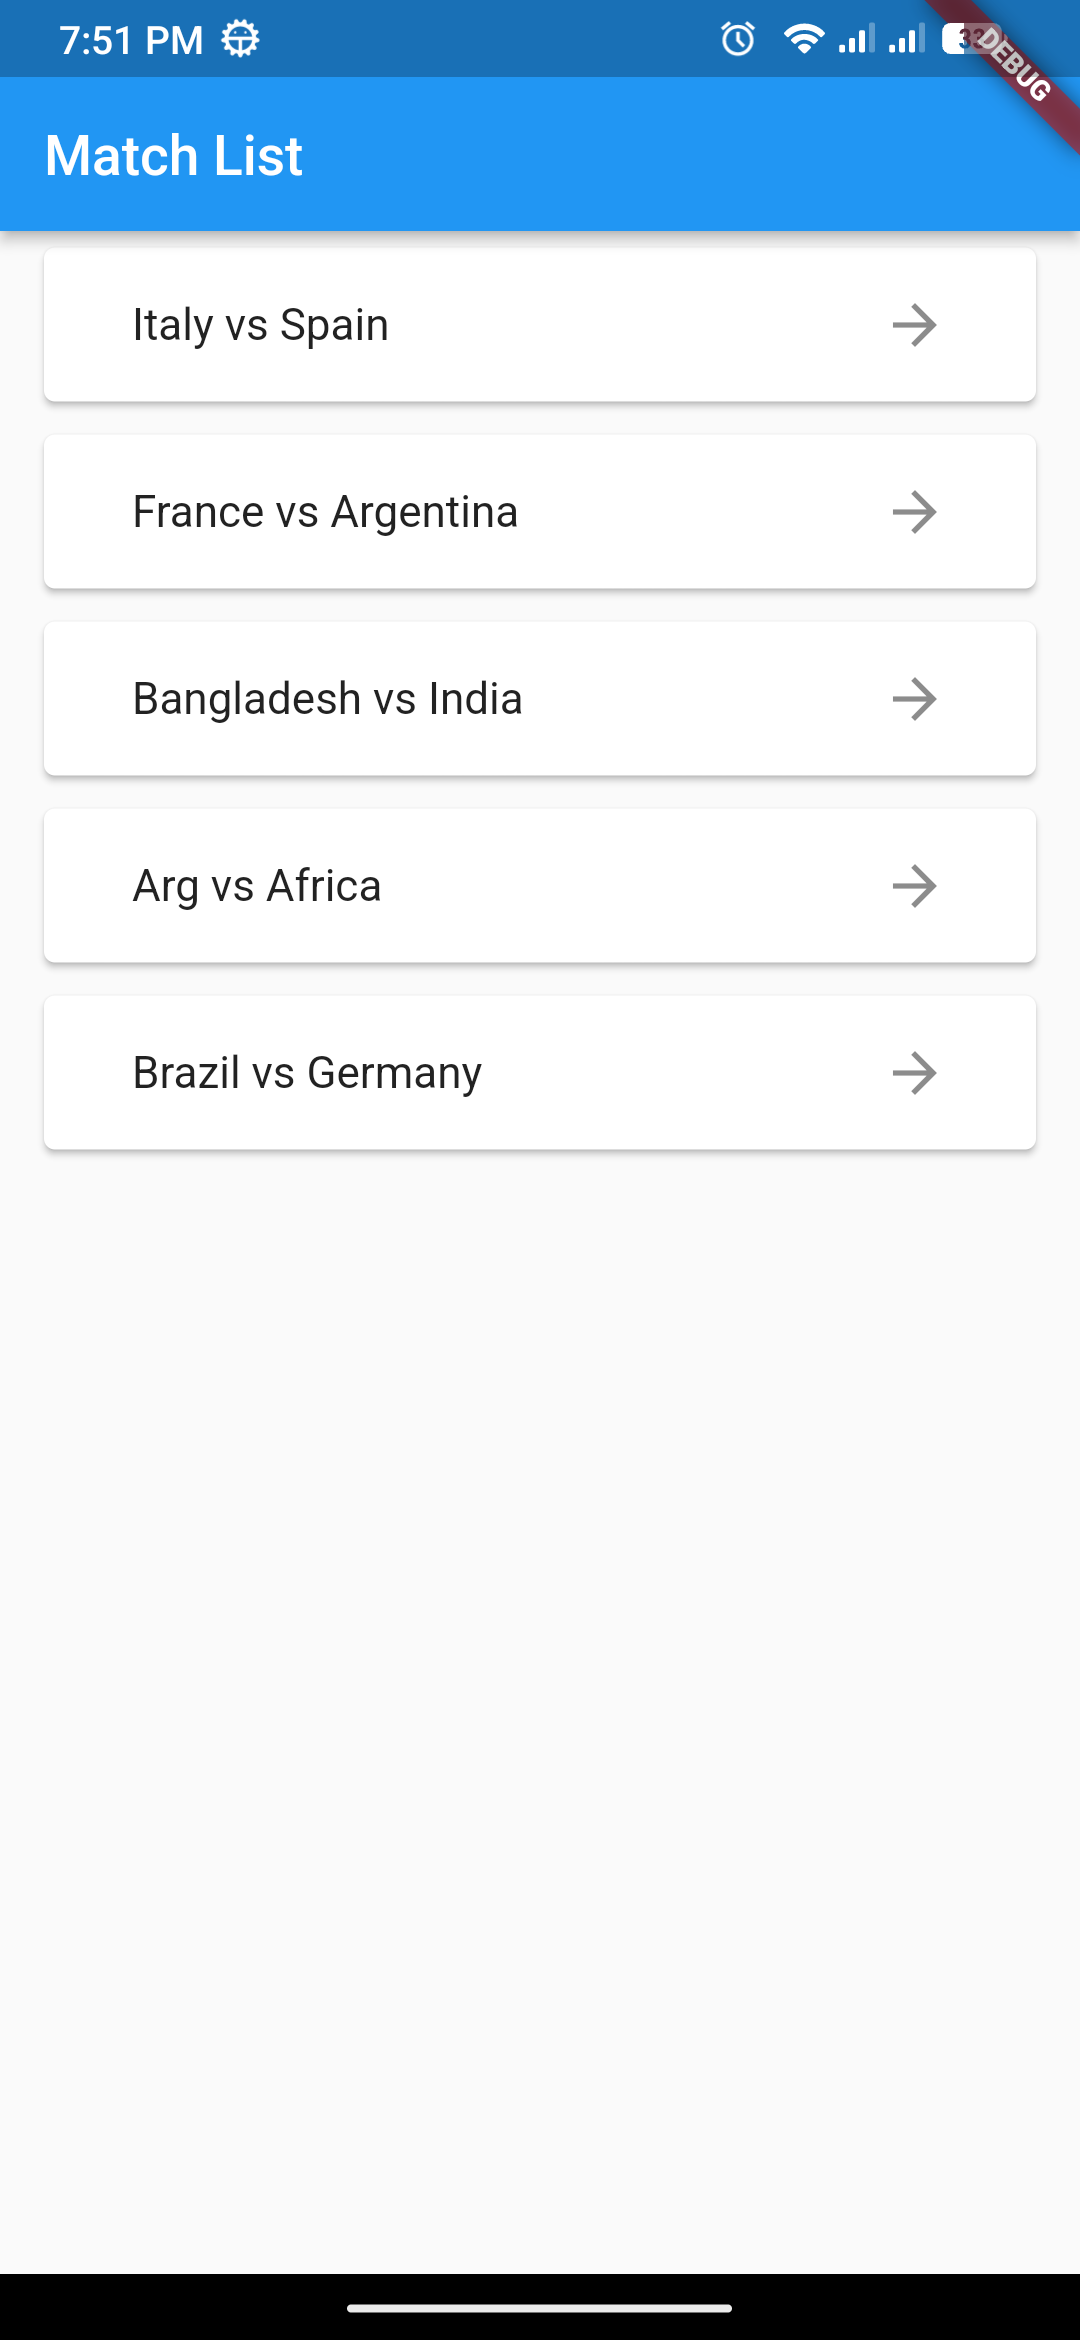 7:51 PM
DEBUG
Match List
Italy vs Spain
France vs Argentina
Bangladesh vs India
Arg vs Africa
Brazil vs Germany